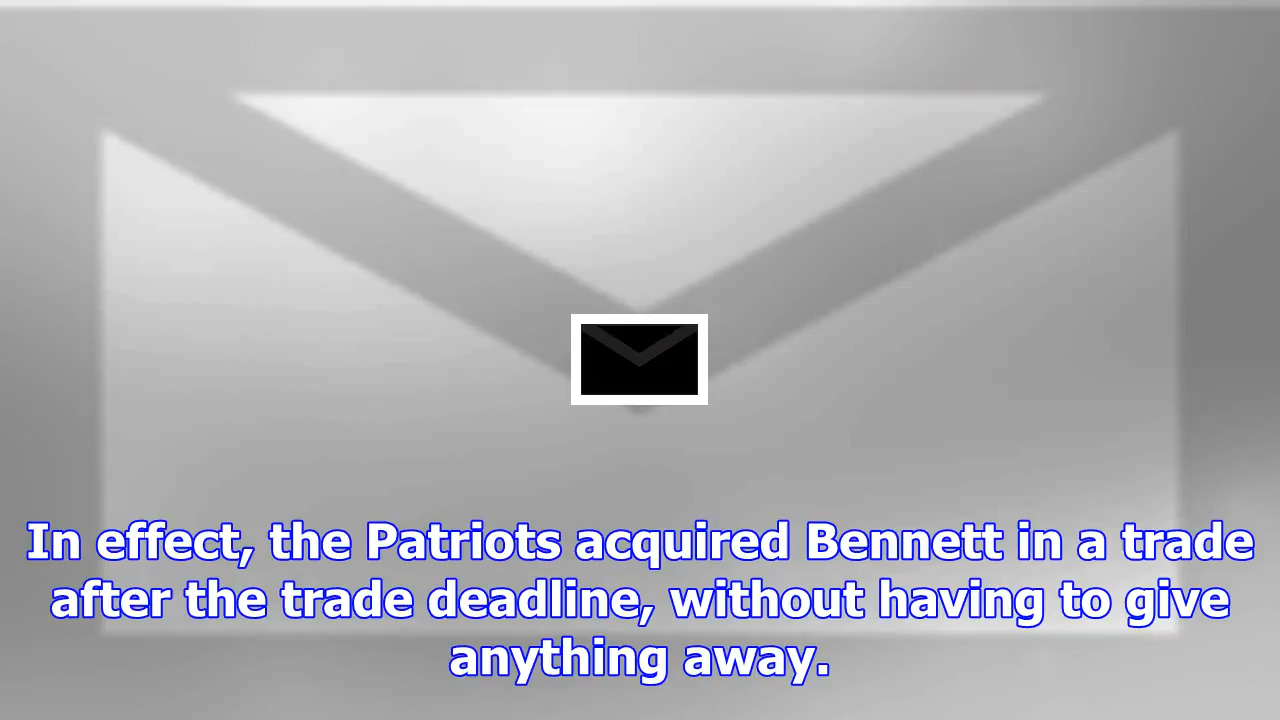 In effect, the Patriots acquired Bennett in a trade
after the trade deadline, without having to give
anything away.